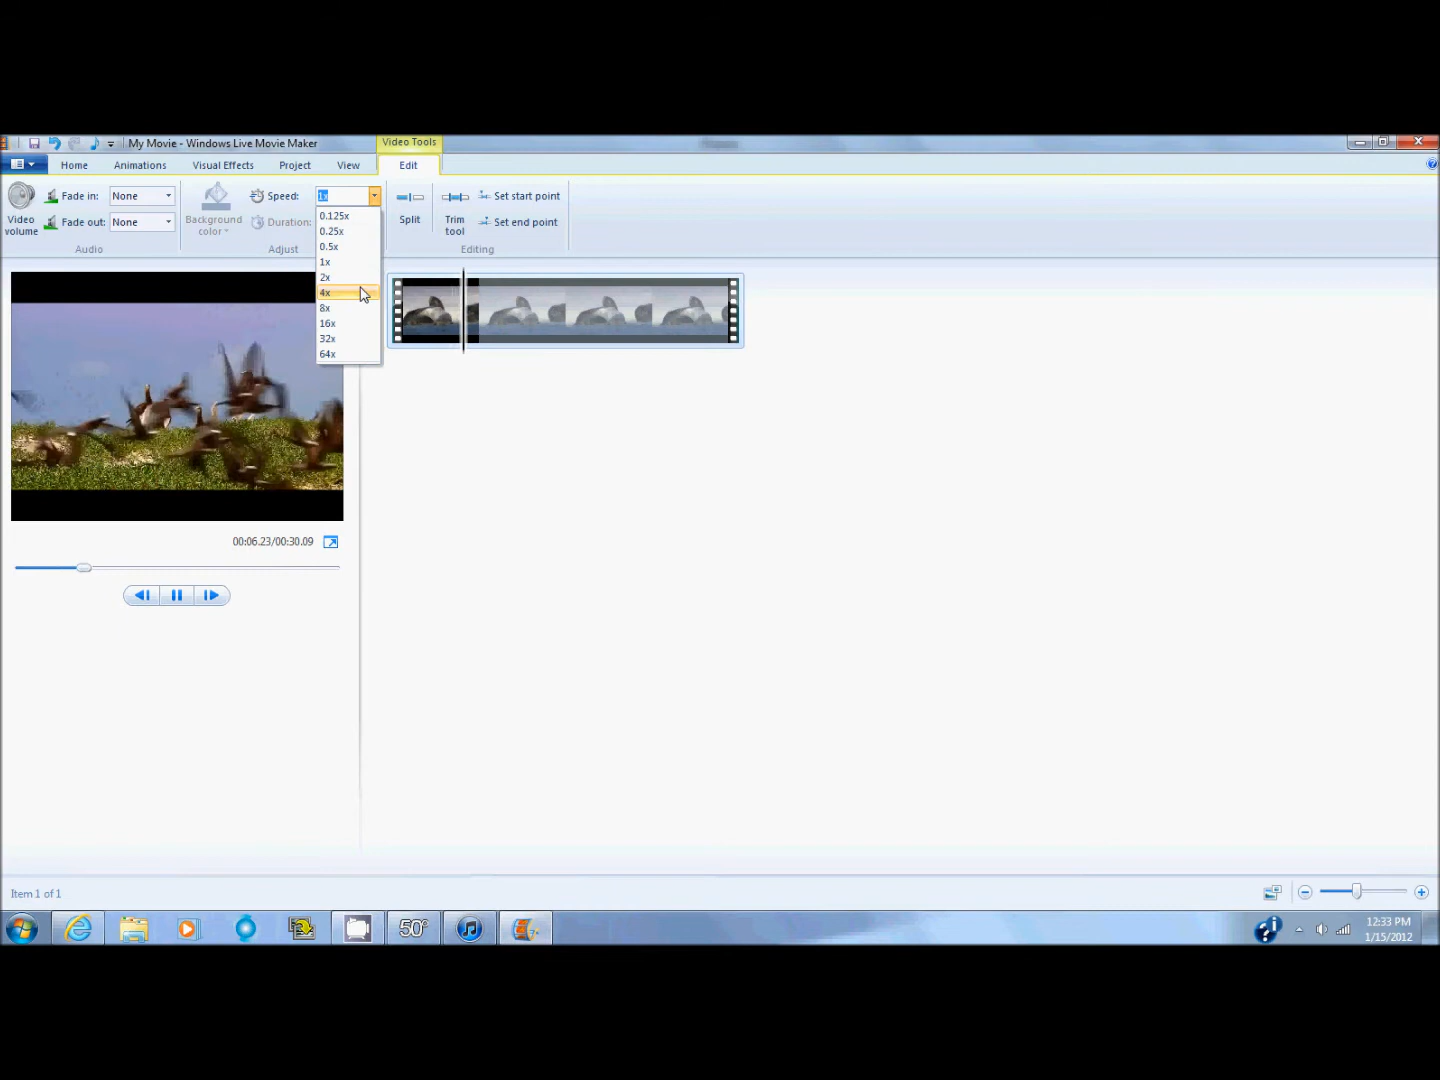 My Movie - Windows Live Movie Maker
Video Tools
Home Animations Visual Effects Project View Edit
Fade in: None
Speed: 1x
Set start point
Video volume
Fade out: None
Background color
Duration:
Split
Trim tool
Set end point
Audio
Adjust
Editing
0.125x
0.25x
0.5x
1x
2x
4x
8x
16x
32x
64x
00:06.23/00:30.09
Item 1 of 1
50°
12:33 PM
1/15/2012